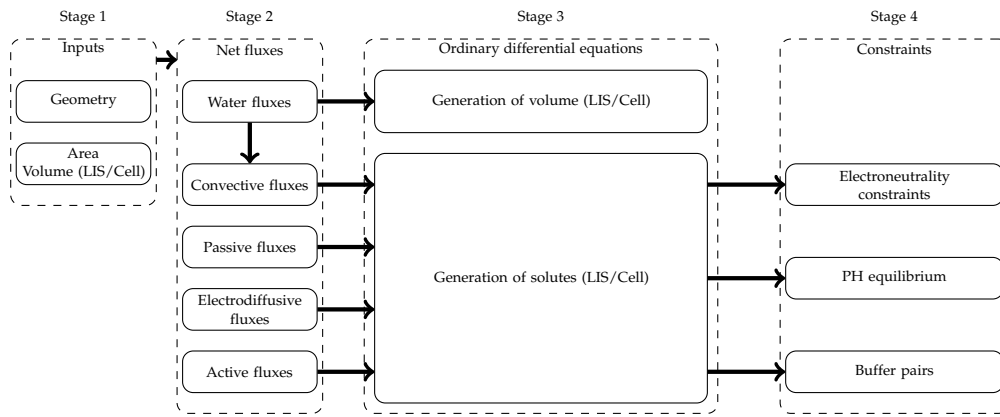 Stage 1
Stage 2
Stage 3
Stage 4
Inputs
Geometry
Area
Volume (LIS/Cell)
Net fluxes
Water fluxes
Convective fluxes
Passive fluxes
Electrodiffusive
fluxes
Active fluxes
Ordinary differential equations
Generation of volume (LIS/Cell)
Generation of solutes (LIS/Cell)
Constraints
Electroneutrality
constraints
PH equilibrium
Buffer pairs